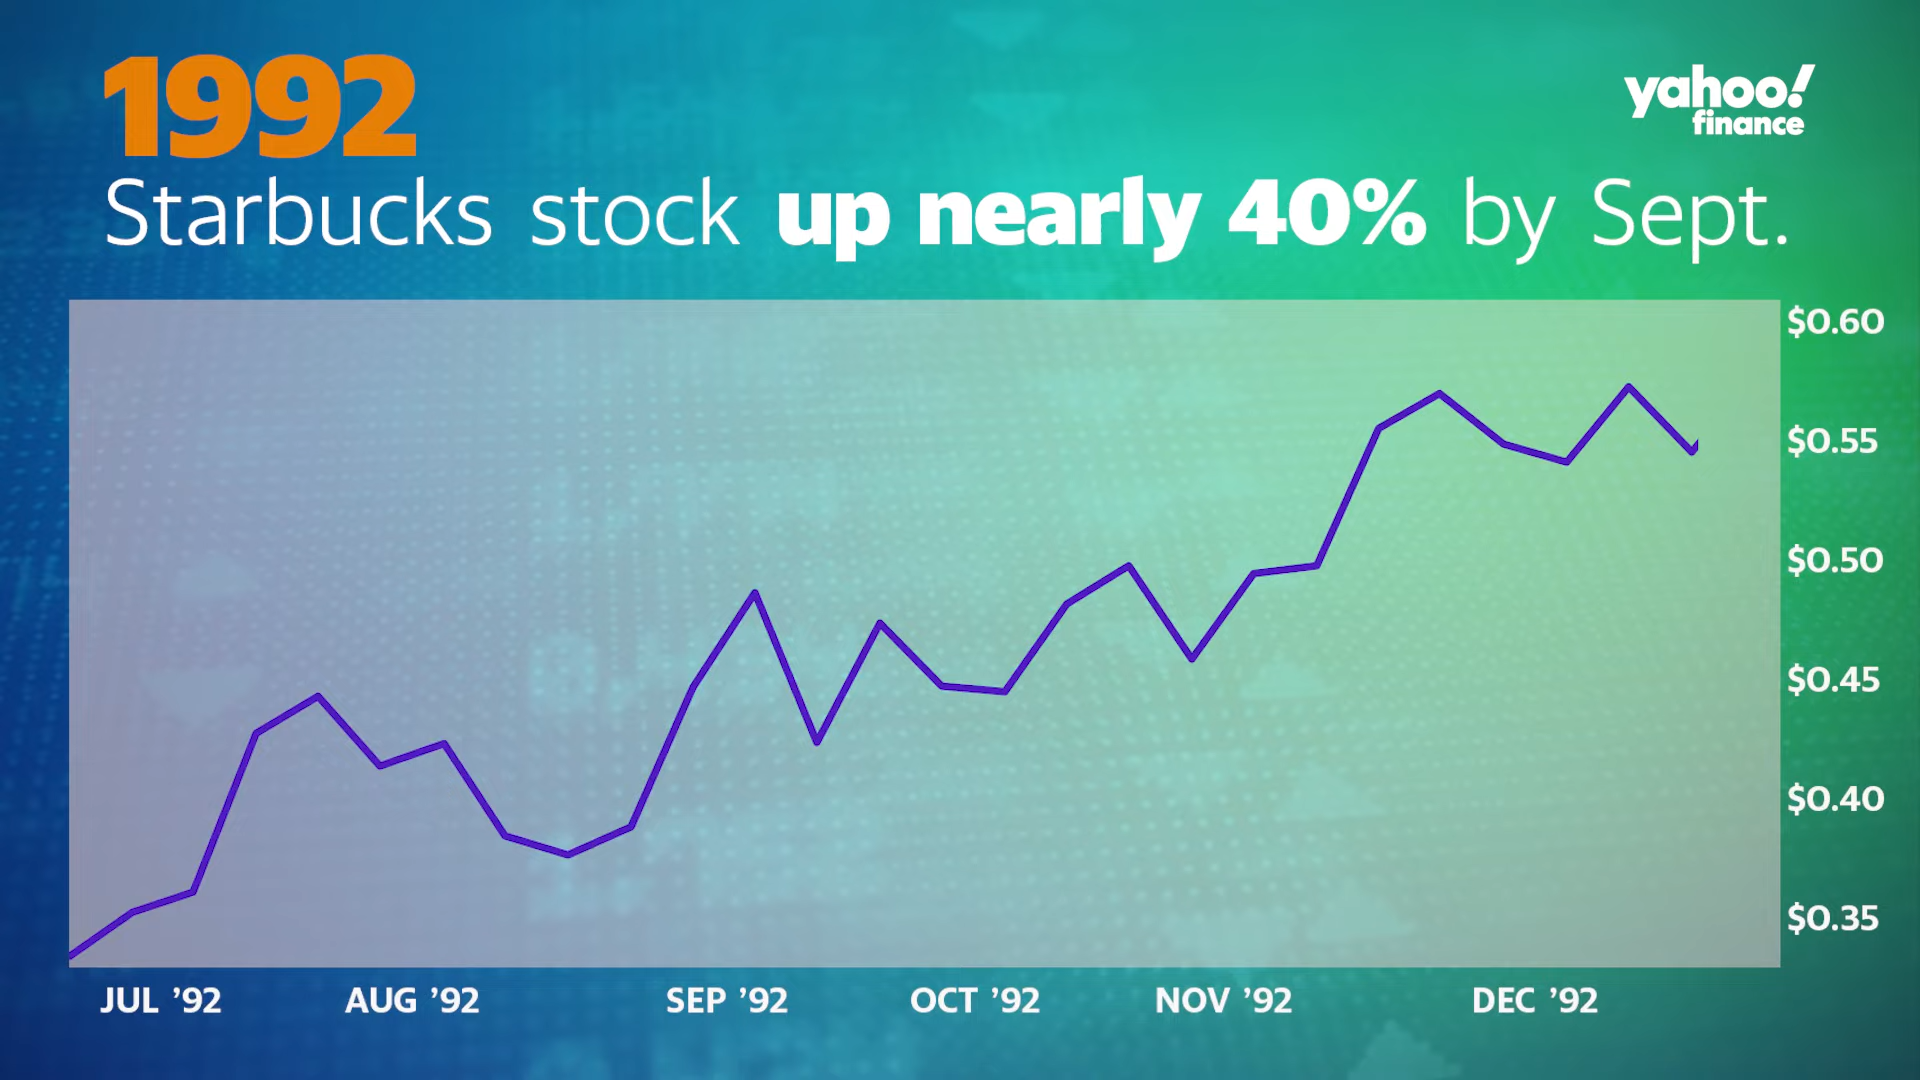 1992
yahoo!
finance
Starbucks stock up nearly 40% by Sept.
$0.60
$0.55
$0.50
$0.45
$0.40
$0.35
JUL ’92 AUG ’92 SEP ’92 OCT ’92 NOV ’92 DEC ’92